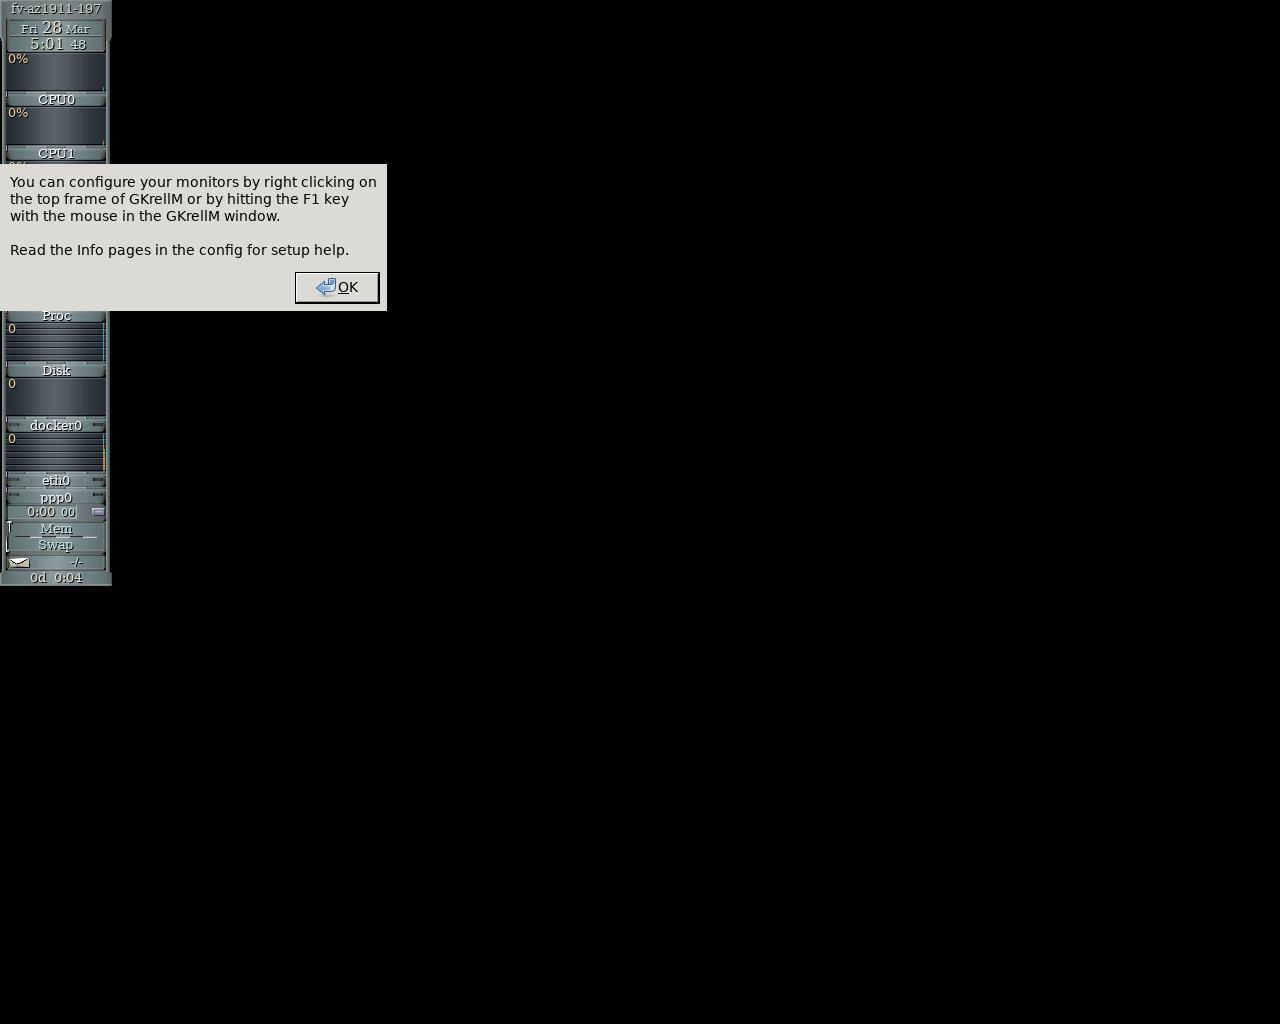 fv-az1911-197
Fri 28 Mar
5:01 48
0%
CPU0
0%
CPU1
You can configure your monitors by right clicking on
the top frame of GKrellM or by hitting the F1 key
with the mouse in the GKrellM window.
Read the Info pages in the config for setup help.
OK
Proc
0
Disk
0
docker0
0
eth0
ppp0
0:00 00
Mem
Swap
-/-
0d 0:04